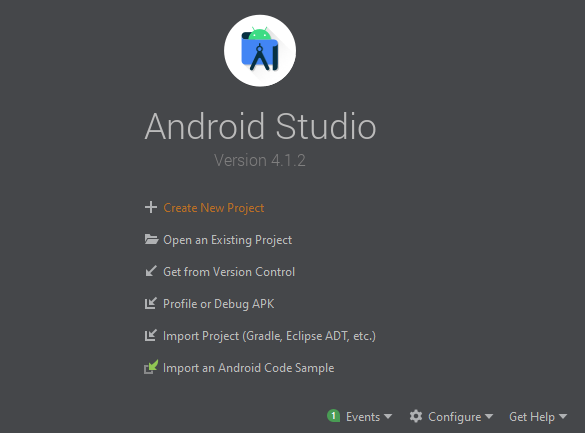 Android Studio
Version 4.1.2
Create New Project
Open an Existing Project
Get from Version Control
Profile or Debug APK
Import Project (Gradle, Eclipse ADT, etc.)
Import an Android Code Sample
1 Events Configure Get Help